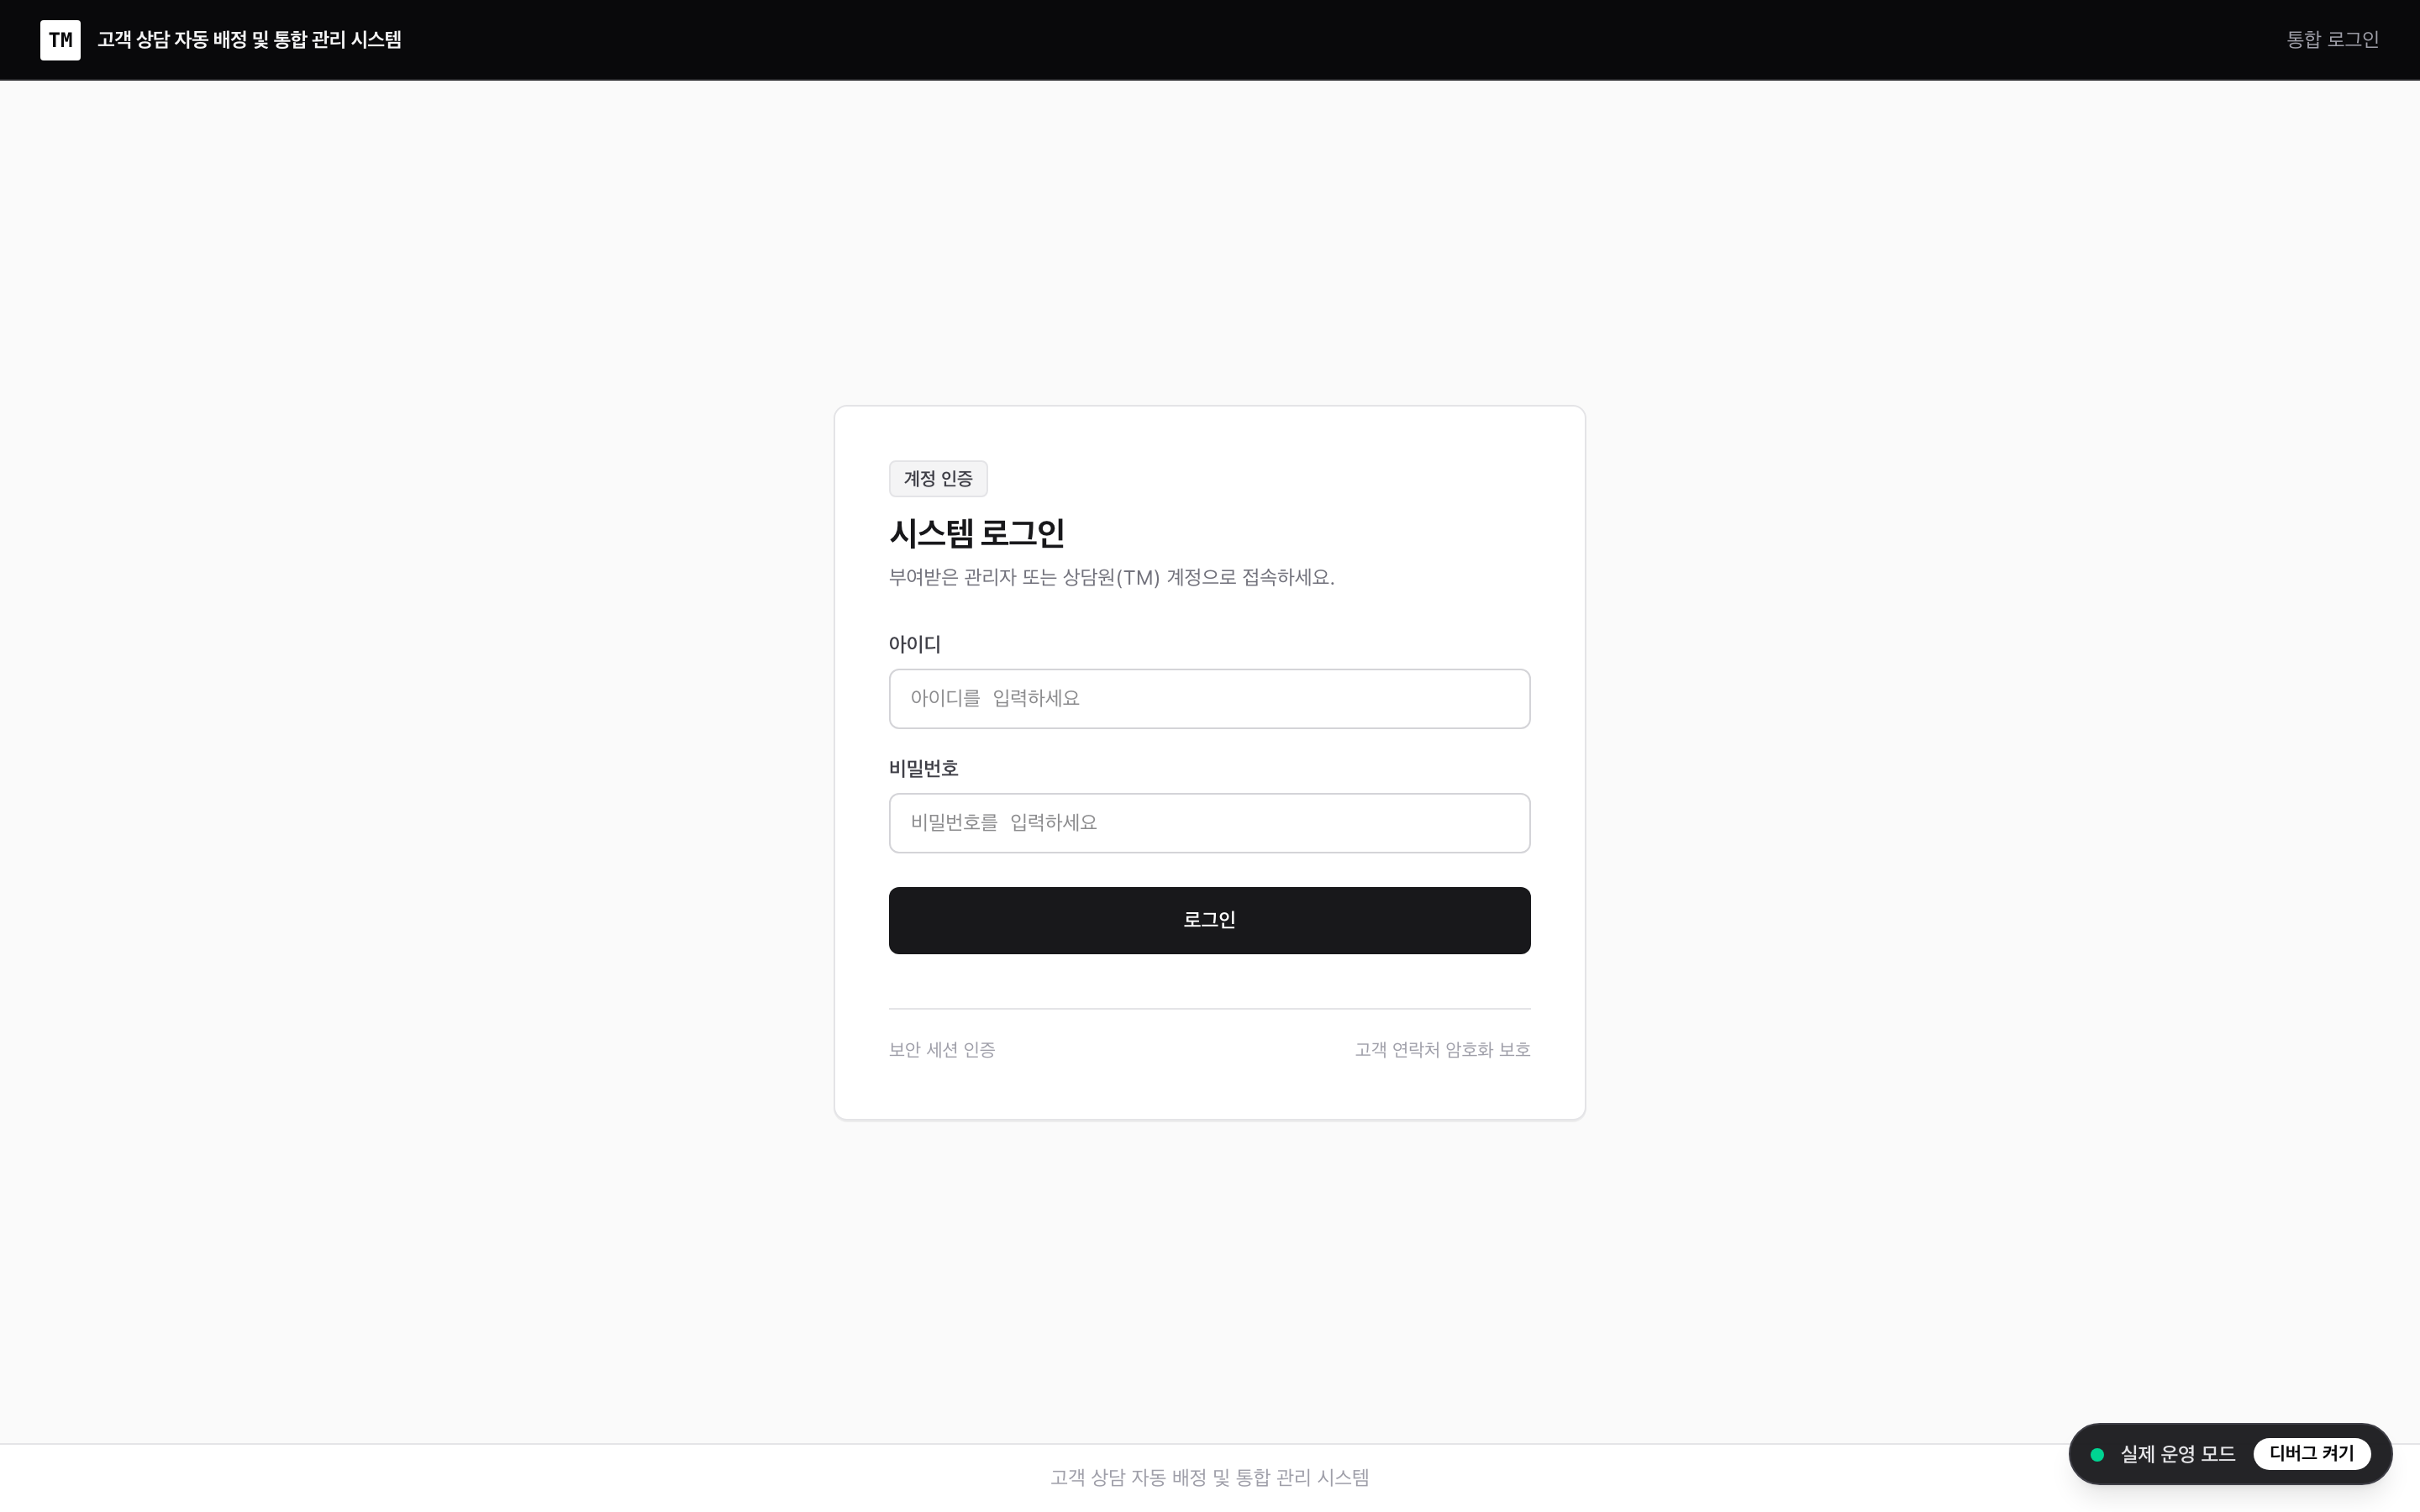 TM 고객 상담 자동 배정 및 통합 관리 시스템
통합 로그인
계정 인증
시스템 로그인
부여받은 관리자 또는 상담원(TM) 계정으로 접속하세요.
아이디
아이디를 입력하세요
비밀번호
비밀번호를 입력하세요
로그인
보안 세션 인증
고객 연락처 암호화 보호
고객 상담 자동 배정 및 통합 관리 시스템
실제 운영 모드
디버그 켜기